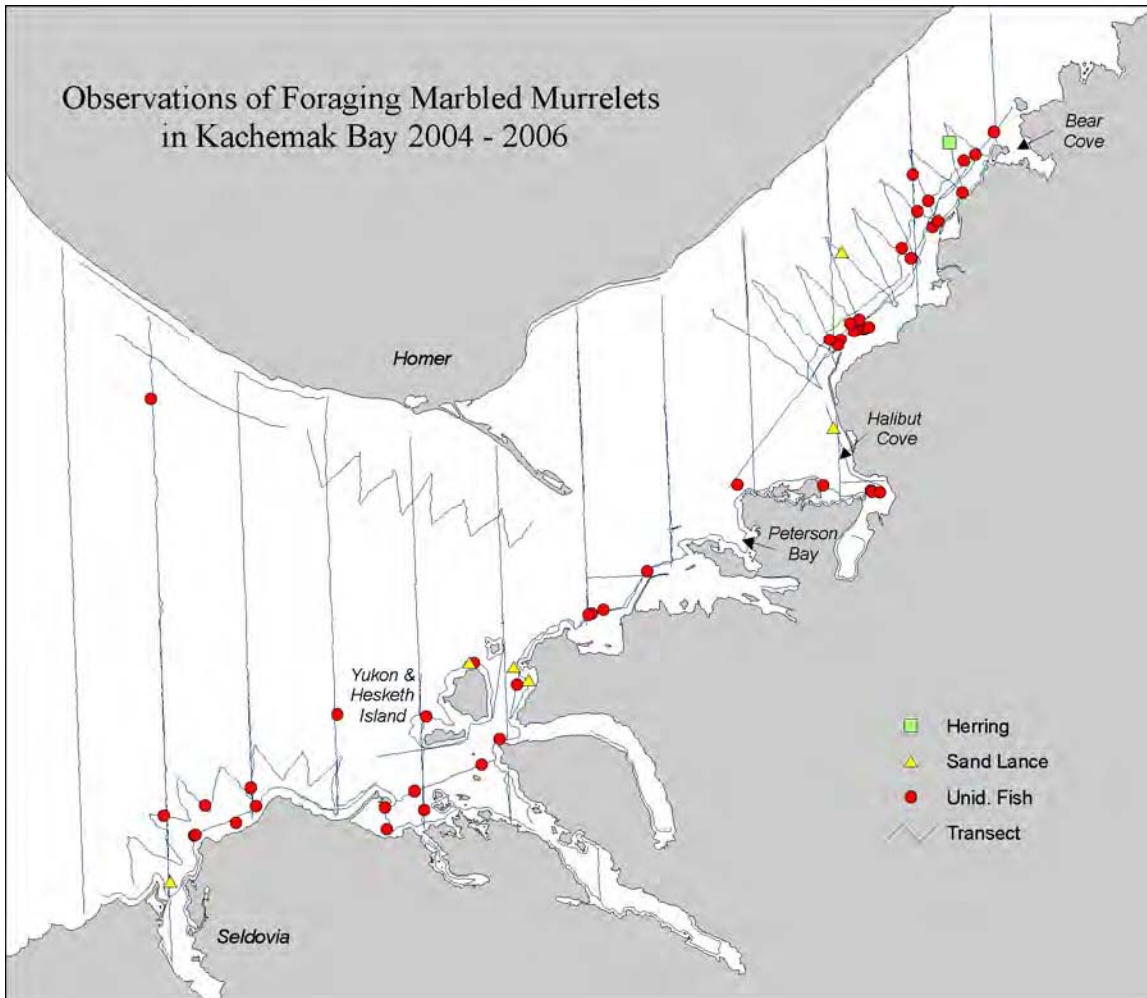 Observations of Foraging Marbled Murrelets
in Kachemak Bay 2004 - 2006
Bear
Cove
Homer
Halibut
Cove
Peterson
Bay
Yukon &
Hesketh
Island
Herring
Sand Lance
Unid. Fish
Transect
Seldovia